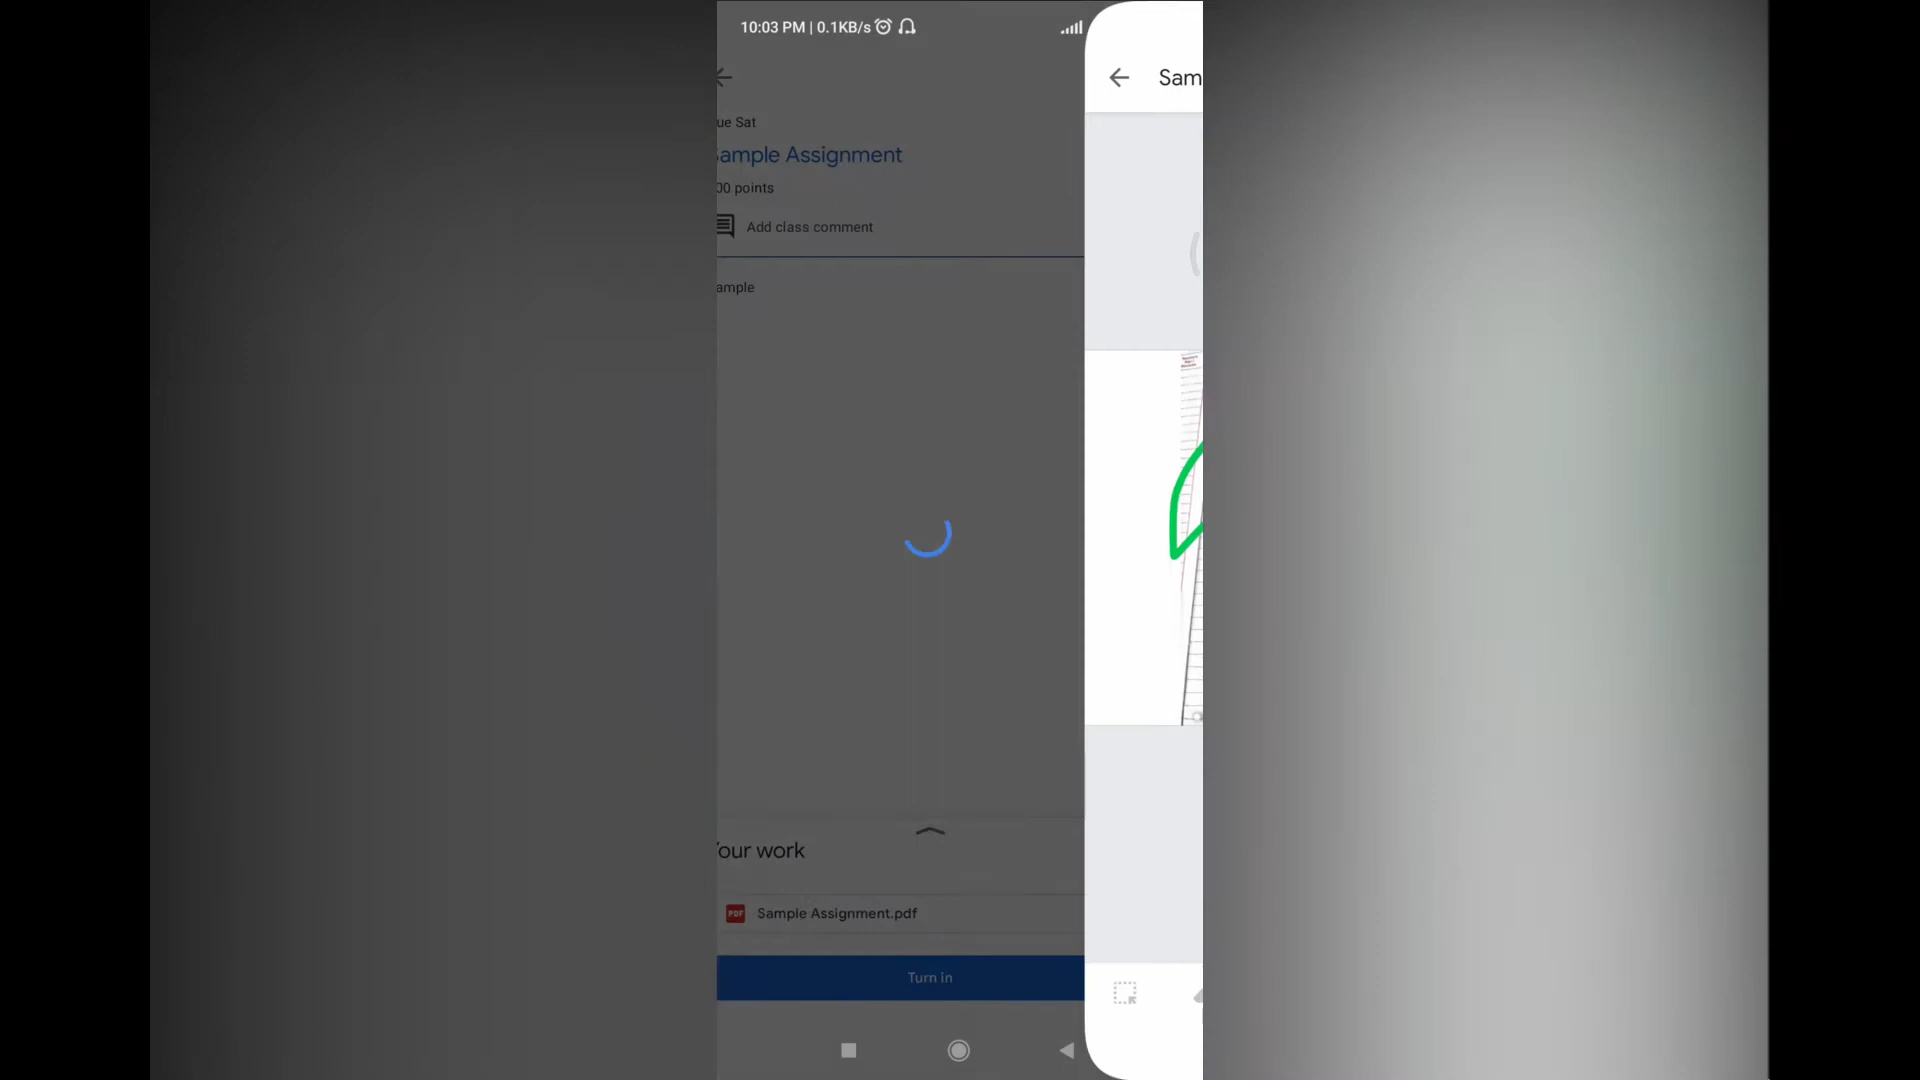 10:03 PM | 0.1KB/s
Sam
ue Sat
ample Assignment
00 points
Add class comment
ample
our work
PDF Sample Assignment.pdf
Turn in